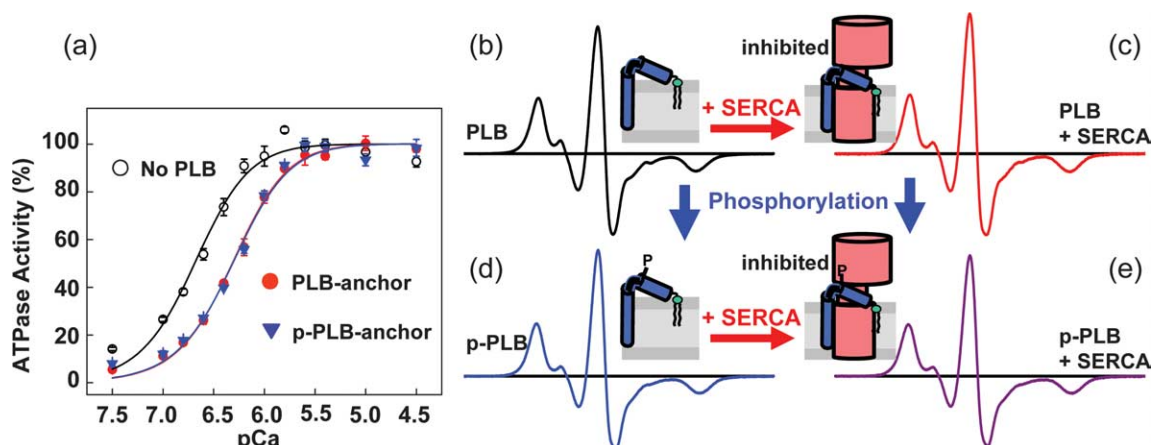 (a)
ATPase Activity (%)
100
80
60
40
20
0
No PLB
PLB-anchor
p-PLB-anchor
7.5 7.0 6.5 6.0 5.5 5.0 4.5
pCa
(b)
PLB
+ SERCA
inhibited
(c)
PLB
+ SERCA
Phosphorylation
(d)
P
p-PLB
+ SERCA
inhibited
P
(e)
p-PLB
+ SERCA